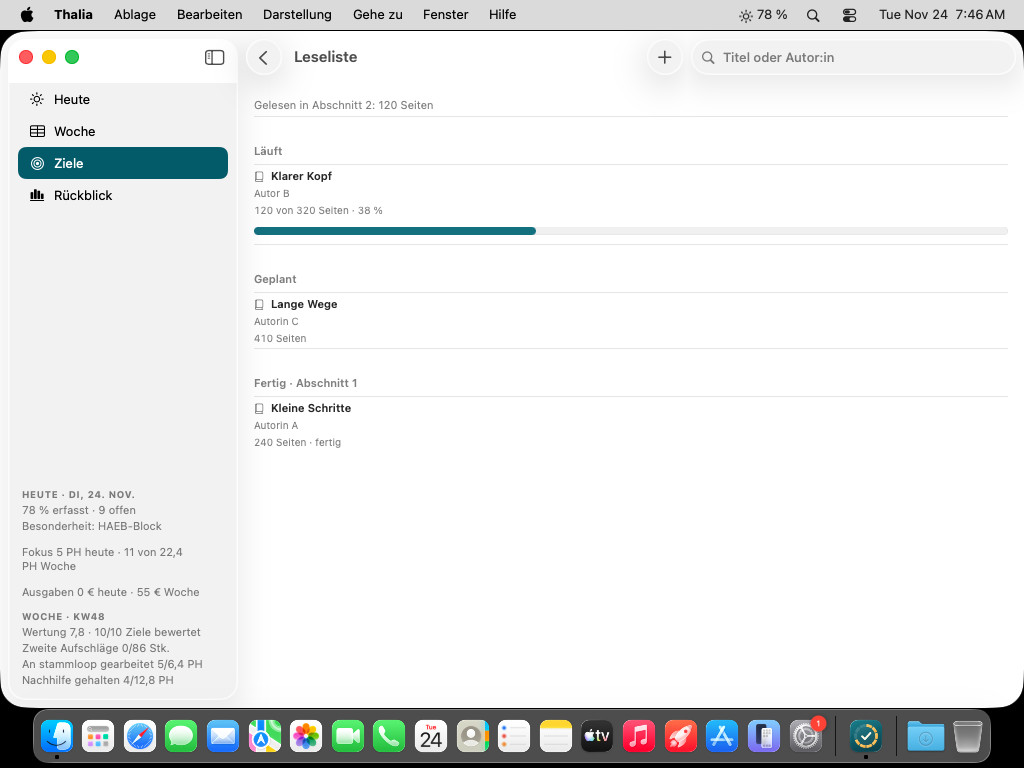 Thalia Ablage Bearbeiten Darstellung Gehe zu Fenster Hilfe 78 % Tue Nov 24 7:46 AM
Leseliste
Titel oder Autor:in
Heute
Woche
Ziele
Rückblick
HEUTE · DI, 24. NOV.
78 % erfasst · 9 offen
Besonderheit: HAEB-Block
Fokus 5 PH heute · 11 von 22,4
PH Woche
Ausgaben 0 € heute · 55 € Woche
WOCHE · KW48
Wertung 7,8 · 10/10 Ziele bewertet
Zweite Aufschläge 0/86 Stk.
An stammloop gearbeitet 5/6,4 PH
Nachhilfe gehalten 4/12,8 PH
Gelesen in Abschnitt 2: 120 Seiten
Läuft
Klarer Kopf
Autor B
120 von 320 Seiten · 38 %
Geplant
Lange Wege
Autorin C
410 Seiten
Fertig · Abschnitt 1
Kleine Schritte
Autorin A
240 Seiten · fertig
TUE
24
tv
1